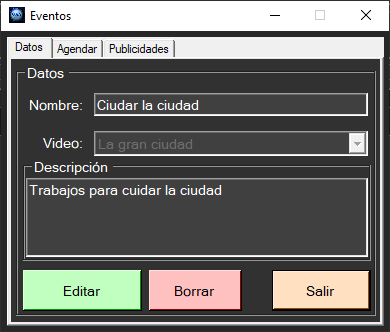 Eventos
Datos Agendar Publicidades
Datos
Nombre: Ciudar la ciudad
Video: La gran ciudad
Descripción
Trabajos para cuidar la ciudad
Editar Borrar Salir